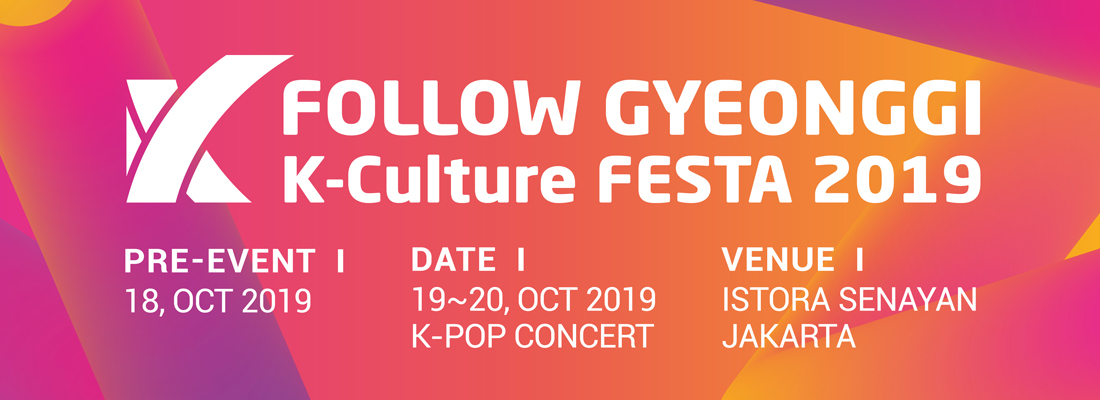 FOLLOW GYEONGGI
K-Culture FESTA 2019
PRE-EVENT I
18, OCT 2019
DATE I
19~20, OCT 2019
K-POP CONCERT
VENUE I
ISTORA SENAYAN
JAKARTA